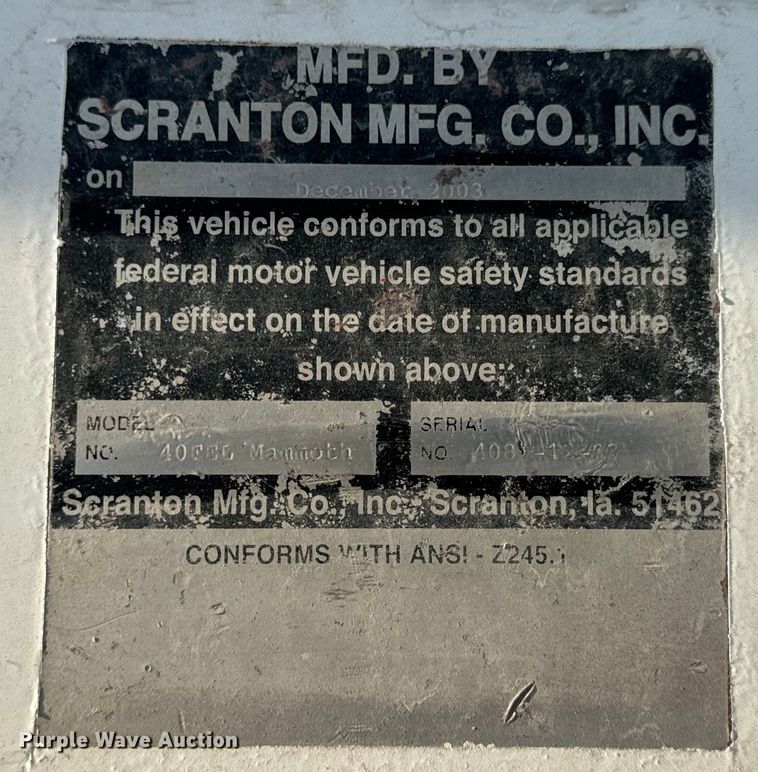 MFD. BY
SCRANTON MFG. CO., INC.
on December 2003
This vehicle conforms to all applicable
federal motor vehicle safety standards
in effect on the date of manufacture
shown above;
MODEL
NO. Mammoth
SERIAL
NO.
Scranton Mfg. Co., Inc., Scranton, Ia. 51462
CONFORMS WITH ANSI - Z245.1
Purple Wave Auction